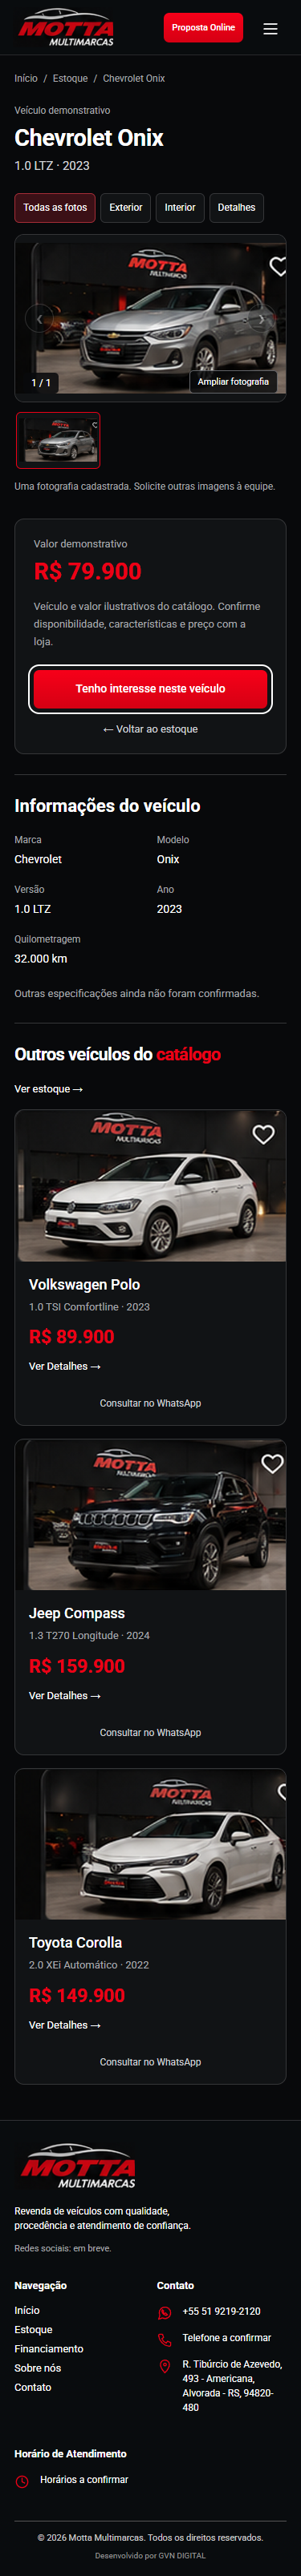 MOTTA
MULTIMARCAS
Proposta Online
Início / Estoque / Chevrolet Onix
Veículo demonstrativo
Chevrolet Onix
1.0 LTZ · 2023
Todas as fotos
Exterior
Interior
Detalhes
MOTTA
MULTIMARCAS
1 / 1
Ampliar fotografia
Uma fotografia cadastrada. Solicite outras imagens à equipe.
Valor demonstrativo
R$ 79.900
Veículo e valor ilustrativos do catálogo. Confirme
disponibilidade, características e preço com a
loja.
Tenho interesse neste veículo
← Voltar ao estoque
Informações do veículo
Marca
Modelo
Chevrolet
Onix
Versão
Ano
1.0 LTZ
2023
Quilometragem
32.000 km
Outras especificações ainda não foram confirmadas.
Outros veículos do catálogo
Ver estoque →
MOTTA
MULTIMARCAS
Volkswagen Polo
1.0 TSI Comfortline · 2023
R$ 89.900
Ver Detalhes →
Consultar no WhatsApp
MOTTA
MULTIMARCAS
Jeep Compass
1.3 T270 Longitude · 2024
R$ 159.900
Ver Detalhes →
Consultar no WhatsApp
MOTTA
MULTIMARCAS
Toyota Corolla
2.0 XEi Automático · 2022
R$ 149.900
Ver Detalhes →
Consultar no WhatsApp
MOTTA
MULTIMARCAS
Revenda de veículos com qualidade,
procedência e atendimento de confiança.
Redes sociais: em breve.
Navegação
Início
Estoque
Financiamento
Sobre nós
Contato
Contato
+55 51 9219-2120
Telefone a confirmar
R. Tibúrcio de Azevedo,
493 - Americana,
Alvorada - RS, 94820-
480
Horário de Atendimento
Horários a confirmar
© 2026 Motta Multimarcas. Todos os direitos reservados.
Desenvolvido por GVN DIGITAL